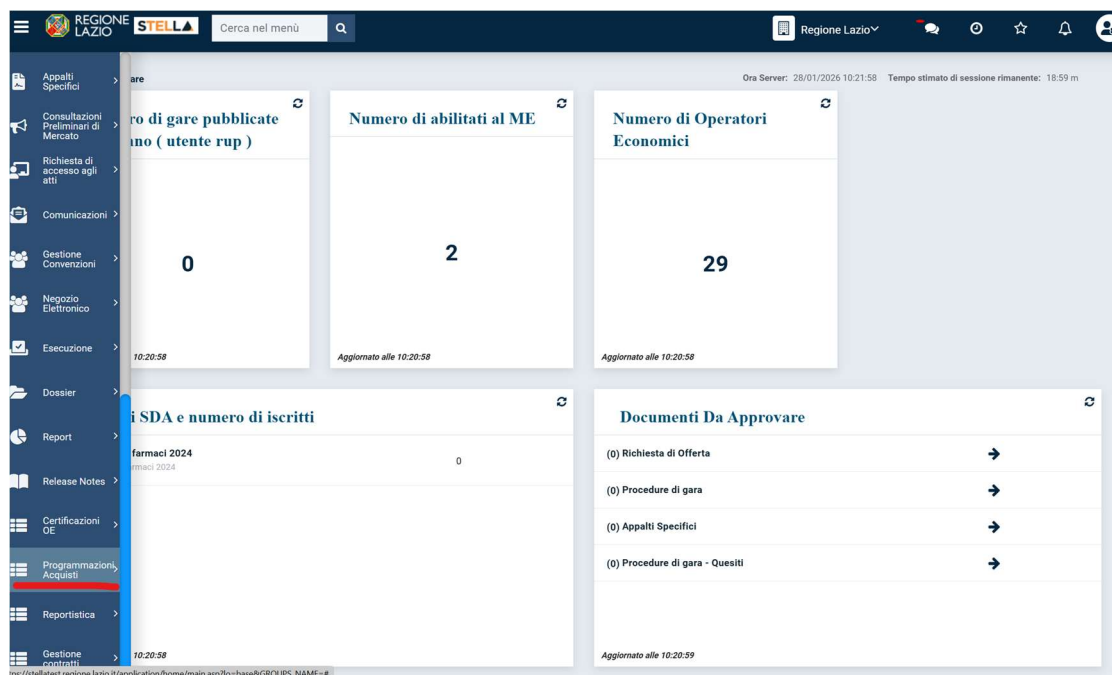 REGIONE
LAZIO
STELLA
Cerca nel menù
Regione Lazio
Appalti
Specifici
are
Ora Server: 28/01/2026 10:21:58 Tempo stimato di sessione rimanente: 18:59 m
Consultazioni
Preliminari di
Mercato
Richiesta di
accesso agli
atti
Comunicazioni
Gestione
Convenzioni
Negozio
Elettronico
Esecuzione
Dossier
Report
Release Notes
Certificazioni
OE
Programmazioni
Acquisti
Reportistica
Gestione
contratti
ro di gare pubblicate
( utente rup )
0
10:20:58
Numero di abilitati al ME
2
Aggiornato alle 10:20:58
Numero di Operatori
Economici
29
Aggiornato alle 10:20:58
i SDA e numero di iscritti
farmaci 2024
farmaci 2024
0
10:20:58
Documenti Da Approvare
(0) Richiesta di Offerta
(0) Procedure di gara
(0) Appalti Specifici
(0) Procedure di gara - Quesiti
Aggiornato alle 10:20:59